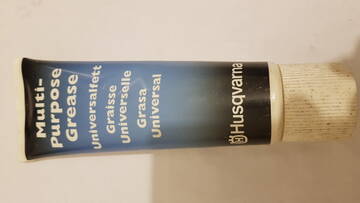 Multi-
Purpose
Grease
Universalfett
Graisse
Universelle
Grasa
Universal
Husqvarna